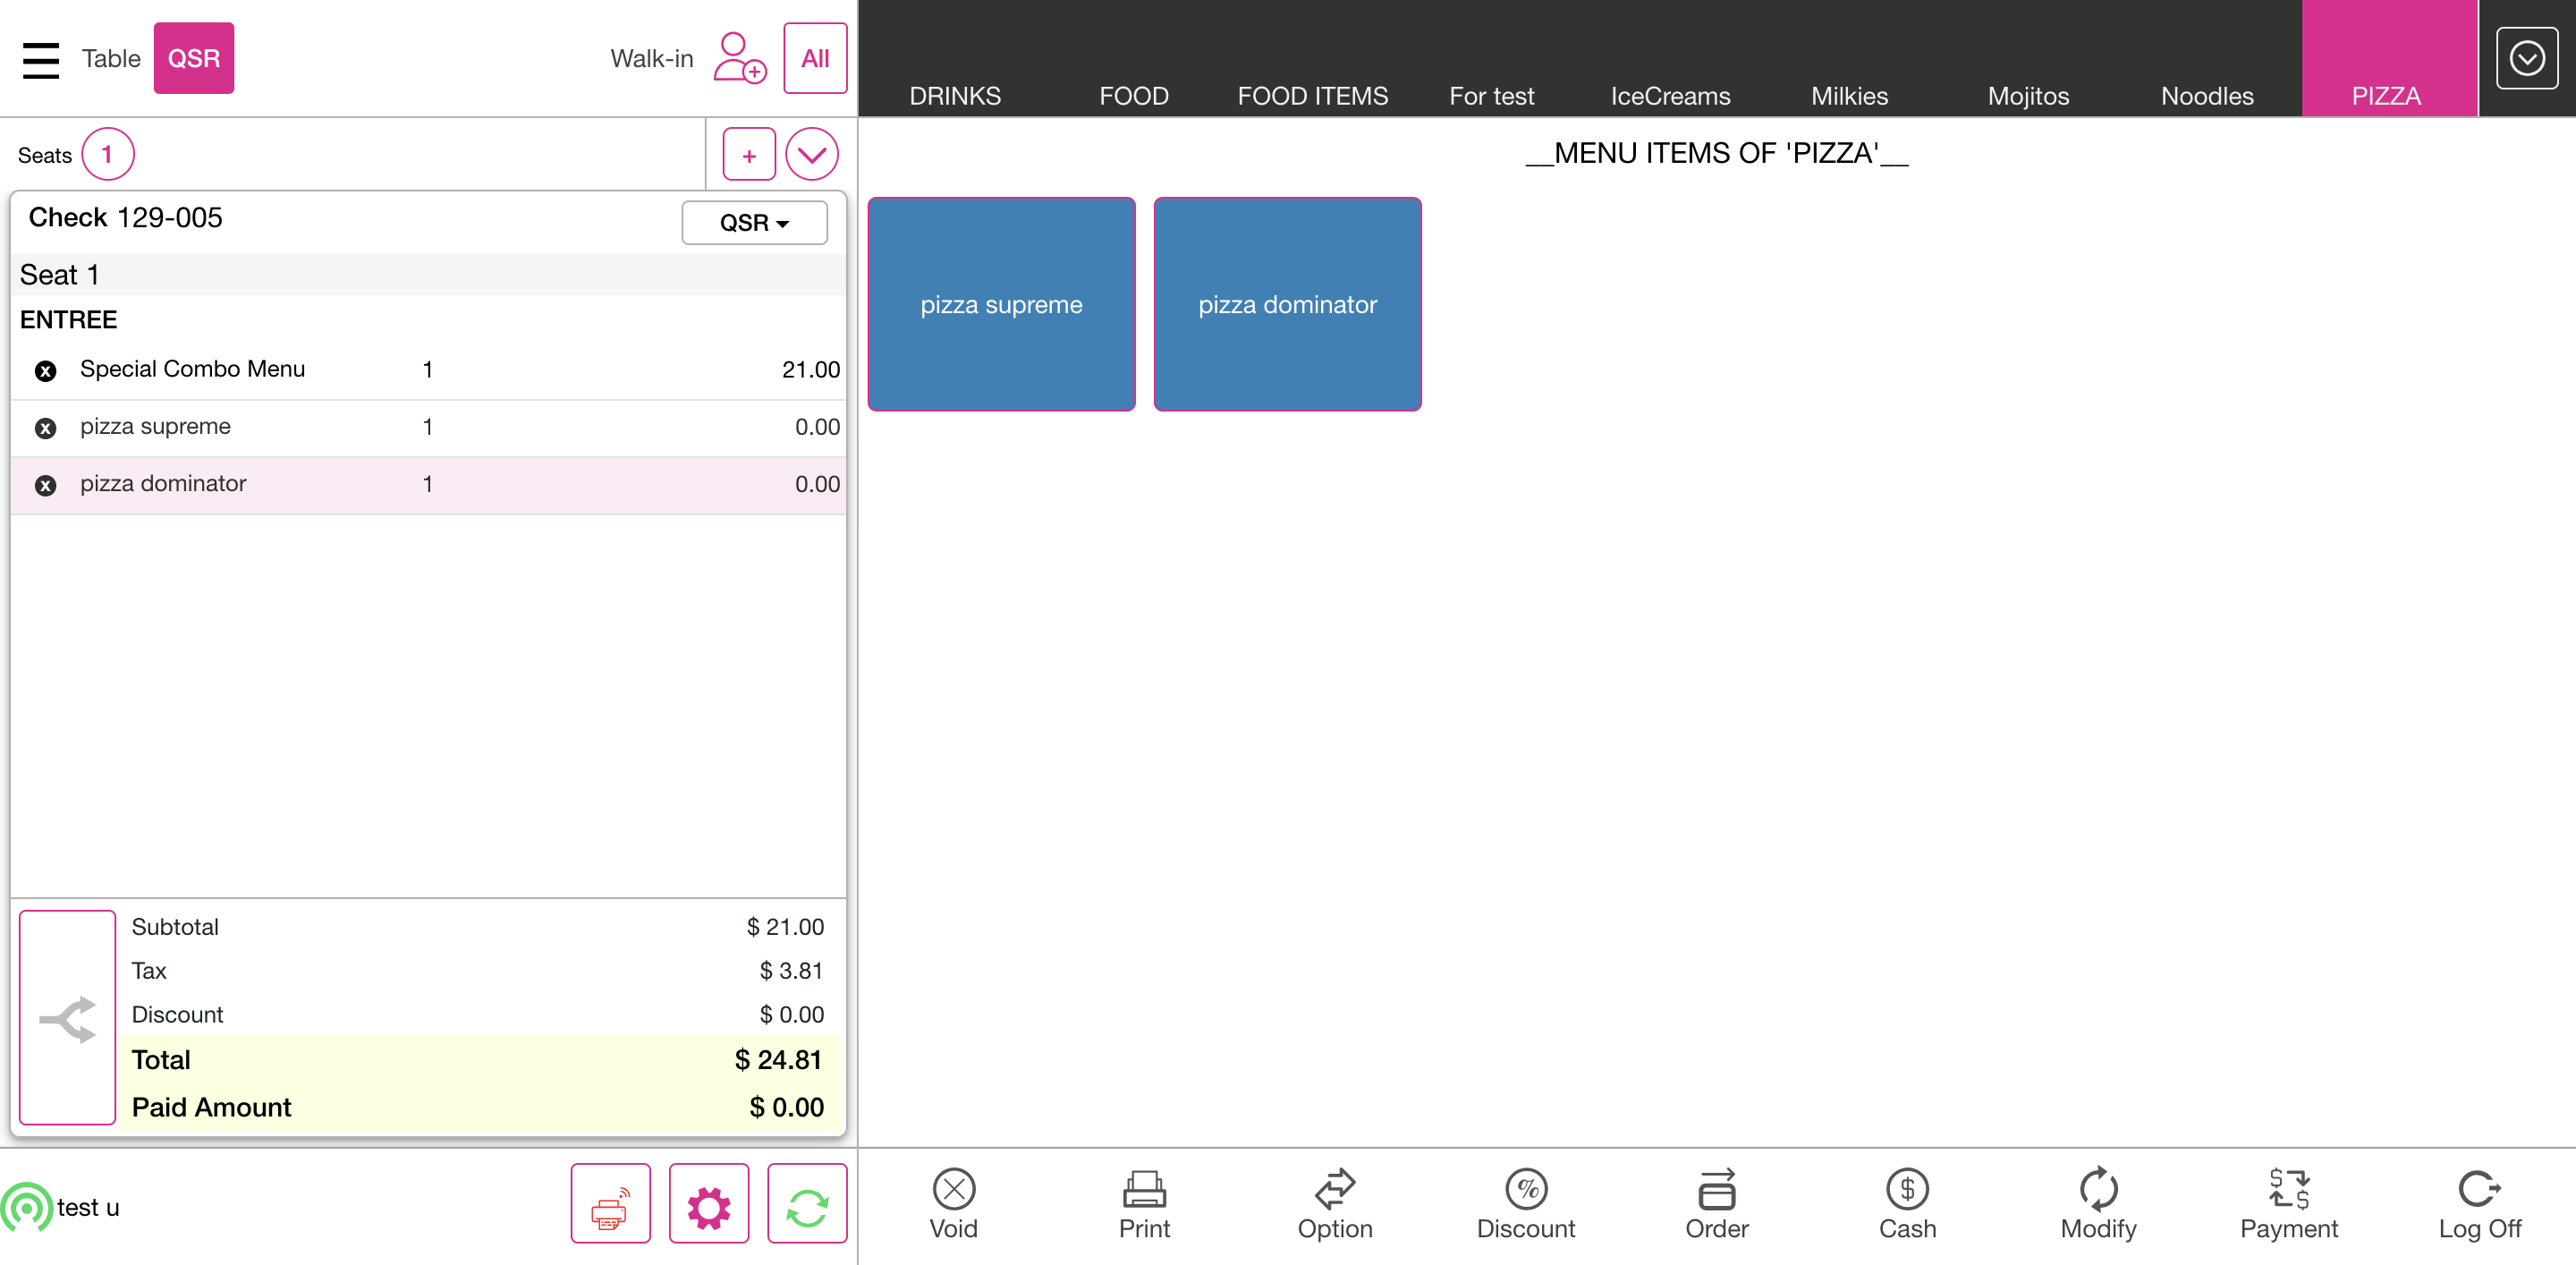 Table QSR Walk-in All
DRINKS FOOD FOOD ITEMS For test IceCreams Milkies Mojitos Noodles PIZZA
Seats 1 +
__MENU ITEMS OF 'PIZZA'__
Check 129-005 QSR
Seat 1
ENTREE
x Special Combo Menu 1 21.00
x pizza supreme 1 0.00
x pizza dominator 1 0.00
pizza supreme pizza dominator
Subtotal $ 21.00
Tax $ 3.81
Discount $ 0.00
Total $ 24.81
Paid Amount $ 0.00
test u
Void Print Option Discount Order Cash Modify Payment Log Off